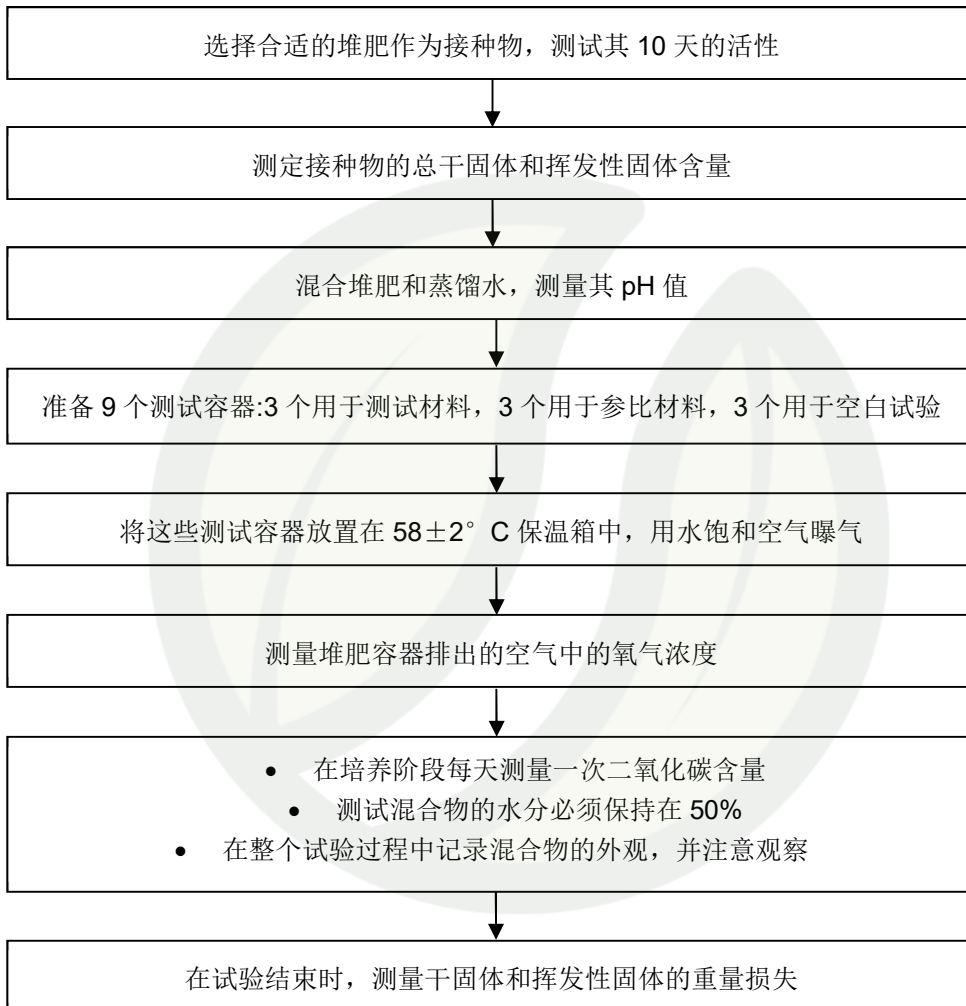 选择合适的堆肥作为接种物，测试其 10 天的活性
测定接种物的总干固体和挥发性固体含量
混合堆肥和蒸馏水，测量其 pH 值
准备 9 个测试容器:3 个用于测试材料，3 个用于参比材料，3 个用于空白试验
将这些测试容器放置在 58±2° C 保温箱中，用水饱和空气曝气
测量堆肥容器排出的空气中的氧气浓度
• 在培养阶段每天测量一次二氧化碳含量
• 测试混合物的水分必须保持在 50%
• 在整个试验过程中记录混合物的外观，并注意观察
在试验结束时，测量干固体和挥发性固体的重量损失